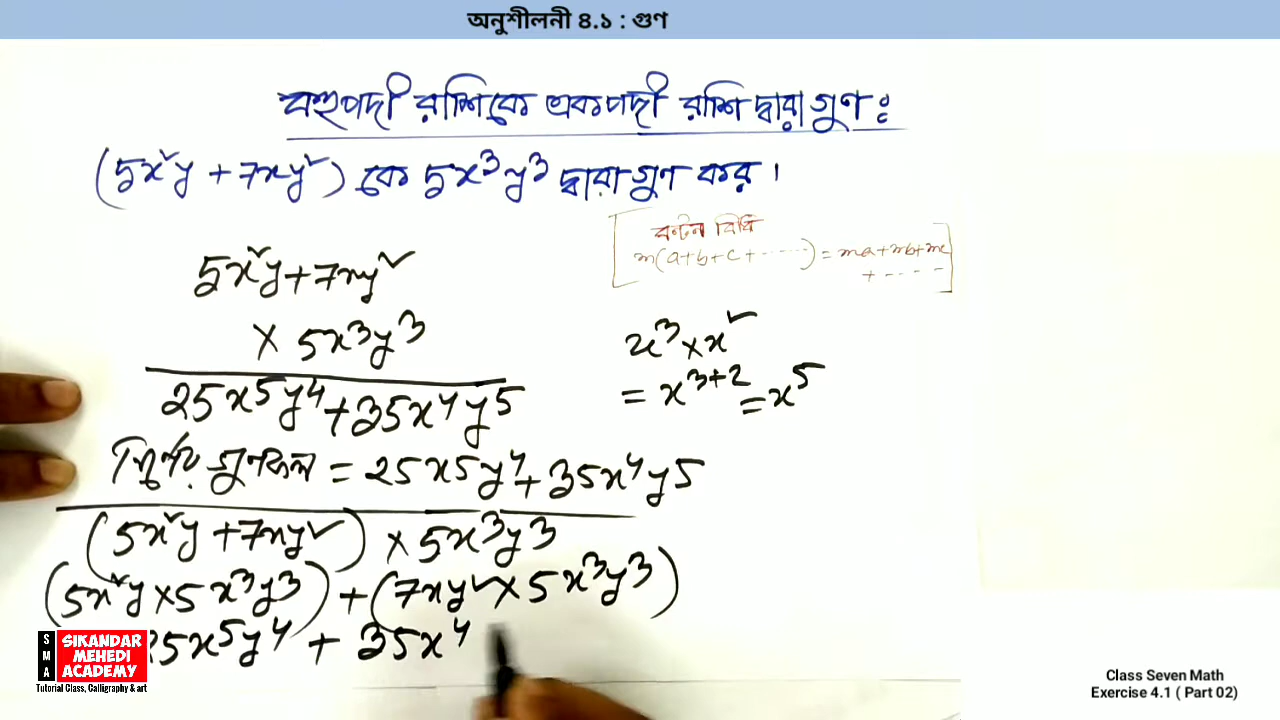 অনুশীলনী ৪.১ : গুণ
বহুপদী রাশিকে একপদী রাশি দ্বারা গুণ :
(5x²y + 7xy²) কে 5x³y³ দ্বারা গুণ কর।
বণ্টন বিধি
m(a+b+c+......) = ma+mb+mc
+ ----
5x²y+7xy²
× 5x³y³
25x⁵y⁴+35x⁴y⁵
x³×x²
= x³⁺² = x⁵
নির্ণেয় গুণফল = 25x⁵y⁴+35x⁴y⁵
(5x²y+7xy²) × 5x³y³
(5x²y×5x³y³) + (7xy²×5x³y³)
25x⁵y⁴ + 35x⁴
SMA
SIKANDAR
MEHEDI
ACADEMY
Tutorial Class, Calligraphy & art
Class Seven Math
Exercise 4.1 ( Part 02)